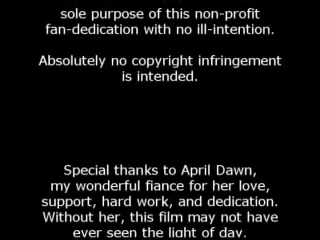 sole purpose of this non-profit
fan-dedication with no ill-intention.
Absolutely no copyright infringement
is intended.
Special thanks to April Dawn,
my wonderful fiance for her love,
support, hard work, and dedication.
Without her, this film may not have
ever seen the light of day.